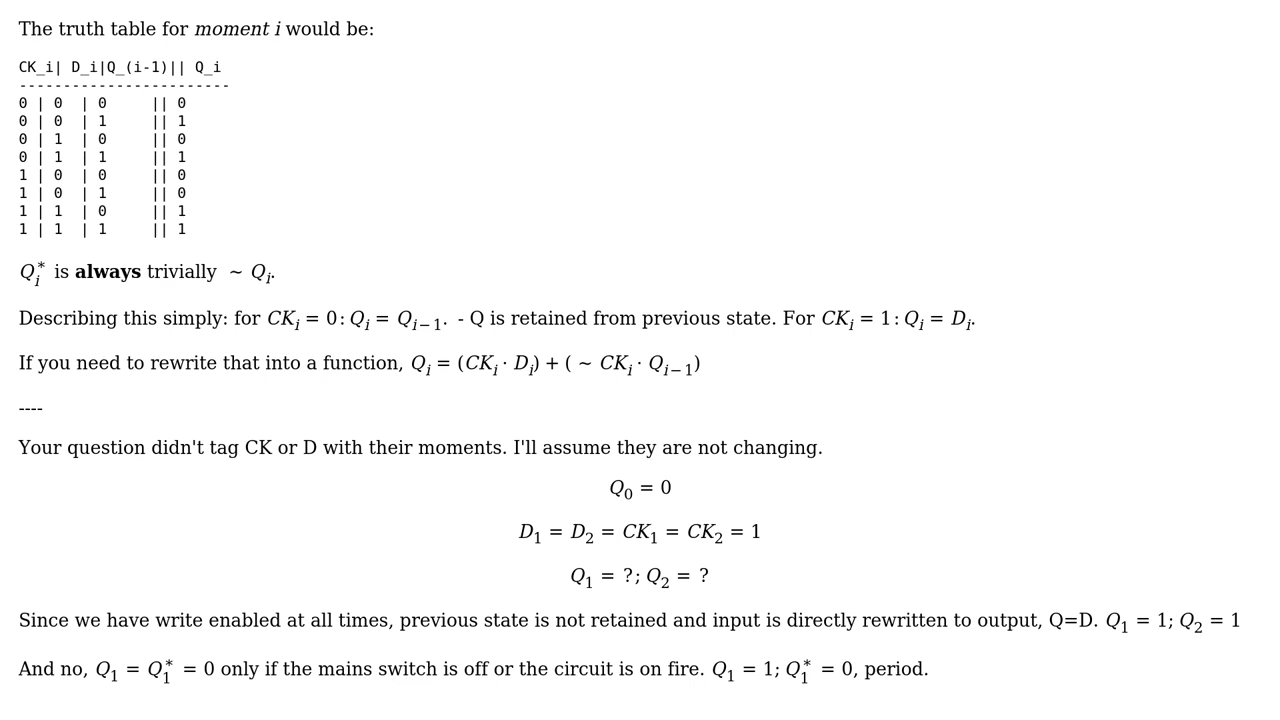 The truth table for moment i would be:
CK_i| D_i|Q_(i-1)|| Q_i
------------------------
0 | 0  | 0     || 0
0 | 0  | 1     || 1
0 | 1  | 0     || 0
0 | 1  | 1     || 1
1 | 0  | 0     || 0
1 | 0  | 1     || 0
1 | 1  | 0     || 1
1 | 1  | 1     || 1
Q_i^* is always trivially ∼ Q_i.
Describing this simply: for CK_i = 0: Q_i = Q_{i−1}. - Q is retained from previous state. For CK_i = 1: Q_i = D_i.
If you need to rewrite that into a function, Q_i = (CK_i · D_i) + ( ∼ CK_i · Q_{i−1})
----
Your question didn't tag CK or D with their moments. I'll assume they are not changing.
Q_0 = 0
D_1 = D_2 = CK_1 = CK_2 = 1
Q_1 = ?; Q_2 = ?
Since we have write enabled at all times, previous state is not retained and input is directly rewritten to output, Q=D. Q_1 = 1; Q_2 = 1
And no, Q_1 = Q_1^* = 0 only if the mains switch is off or the circuit is on fire. Q_1 = 1; Q_1^* = 0, period.